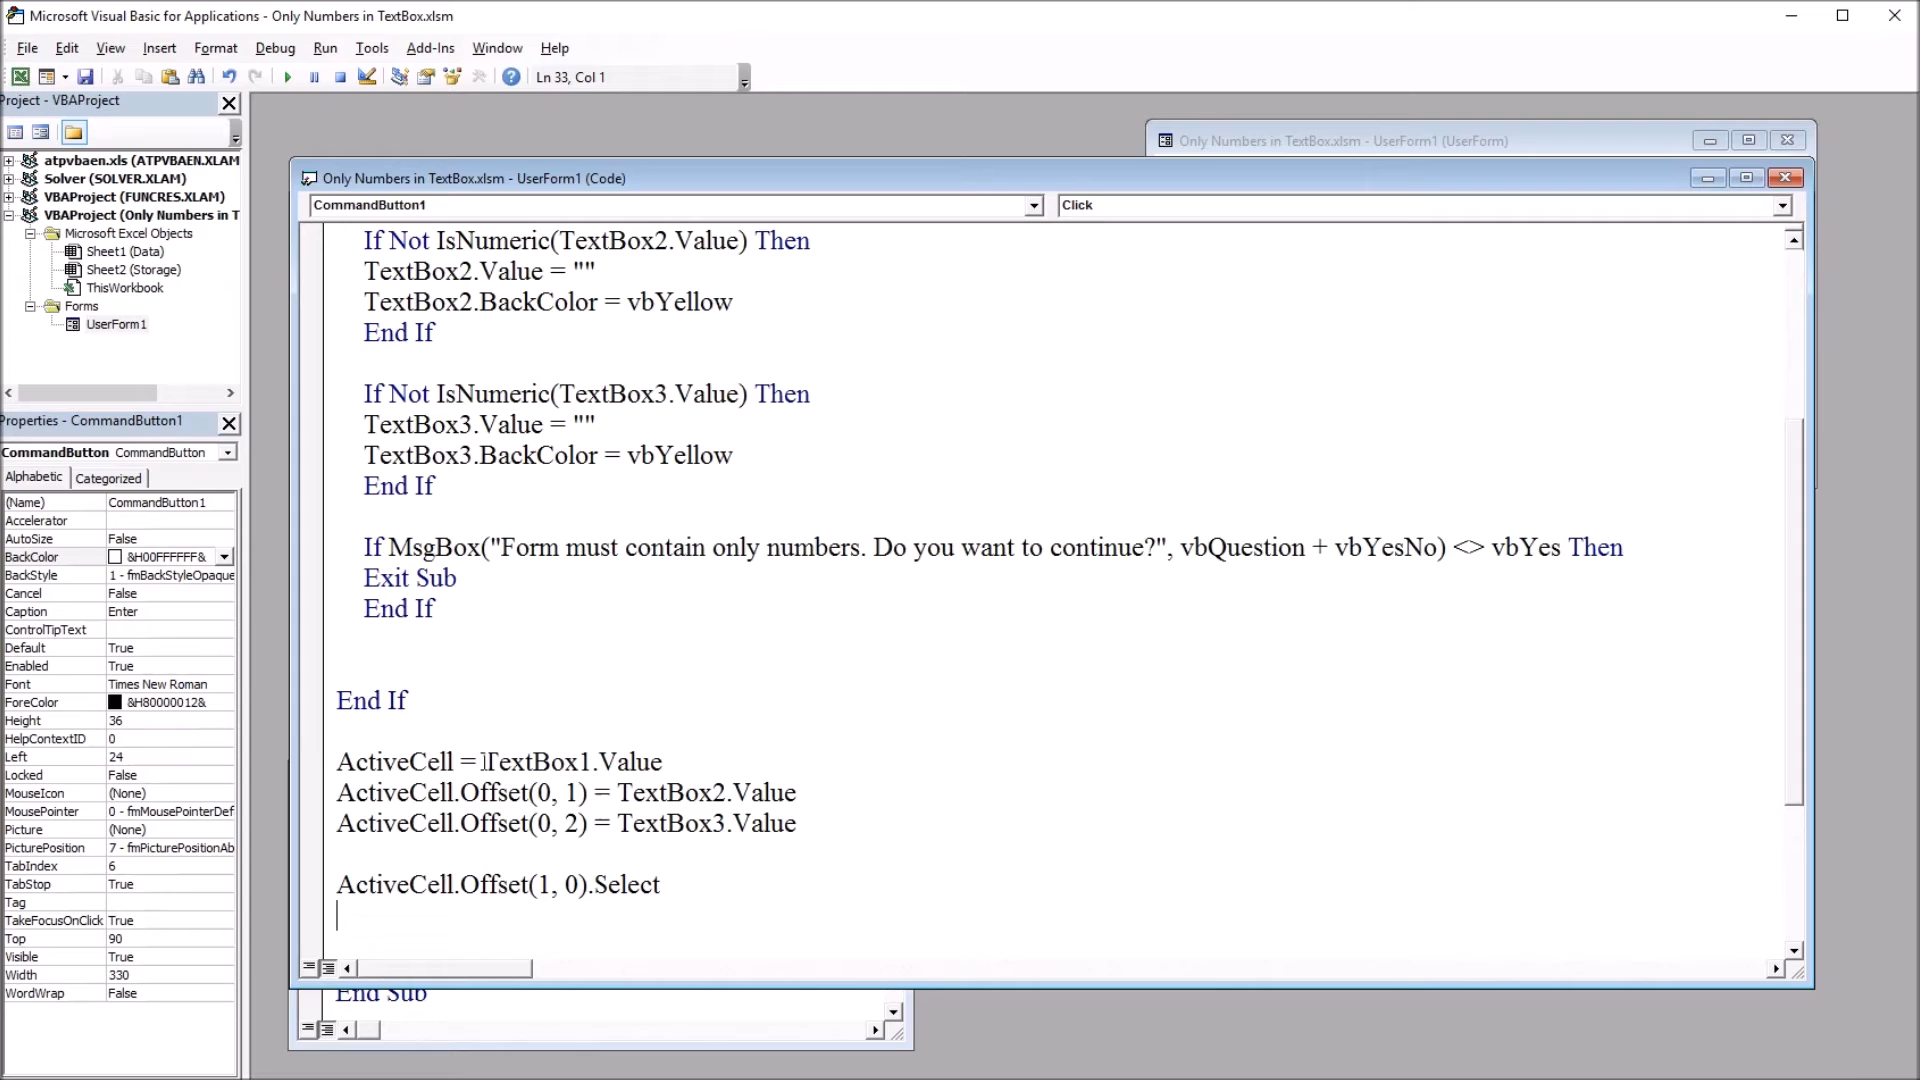 Microsoft Visual Basic for Applications - Only Numbers in TextBox.xlsm
File Edit View Insert Format Debug Run Tools Add-Ins Window Help
Ln 33, Col 1
Project - VBAProject
atpvbaen.xls (ATPVBAEN.XLAM
Solver (SOLVER.XLAM)
VBAProject (FUNCRES.XLAM)
VBAProject (Only Numbers in T
Microsoft Excel Objects
Sheet1 (Data)
Sheet2 (Storage)
ThisWorkbook
Forms
UserForm1
Properties - CommandButton1
CommandButton CommandButton
Alphabetic Categorized
(Name) CommandButton1
Accelerator
AutoSize False
BackColor &H00FFFFFF&
BackStyle 1 - fmBackStyleOpaque
Cancel False
Caption Enter
ControlTipText
Default True
Enabled True
Font Times New Roman
ForeColor &H80000012&
Height 36
HelpContextID 0
Left 24
Locked False
MouseIcon (None)
MousePointer 0 - fmMousePointerDef
Picture (None)
PicturePosition 7 - fmPicturePositionAb
TabIndex 6
TabStop True
Tag
TakeFocusOnClick True
Top 90
Visible True
Width 330
WordWrap False
Only Numbers in TextBox.xlsm - UserForm1 (UserForm)
Only Numbers in TextBox.xlsm - UserForm1 (Code)
CommandButton1 Click
If Not IsNumeric(TextBox2.Value) Then
TextBox2.Value = ""
TextBox2.BackColor = vbYellow
End If
If Not IsNumeric(TextBox3.Value) Then
TextBox3.Value = ""
TextBox3.BackColor = vbYellow
End If
If MsgBox("Form must contain only numbers. Do you want to continue?", vbQuestion + vbYesNo) <> vbYes Then
Exit Sub
End If
End If
ActiveCell = TextBox1.Value
ActiveCell.Offset(0, 1) = TextBox2.Value
ActiveCell.Offset(0, 2) = TextBox3.Value
ActiveCell.Offset(1, 0).Select
End Sub